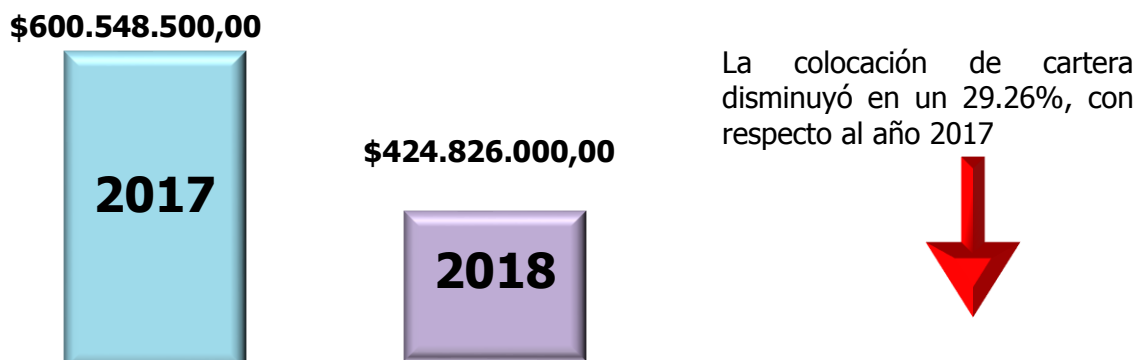 $600.548.500,00
2017
$424.826.000,00
2018
La colocación de cartera
disminuyó en un 29.26%, con
respecto al año 2017